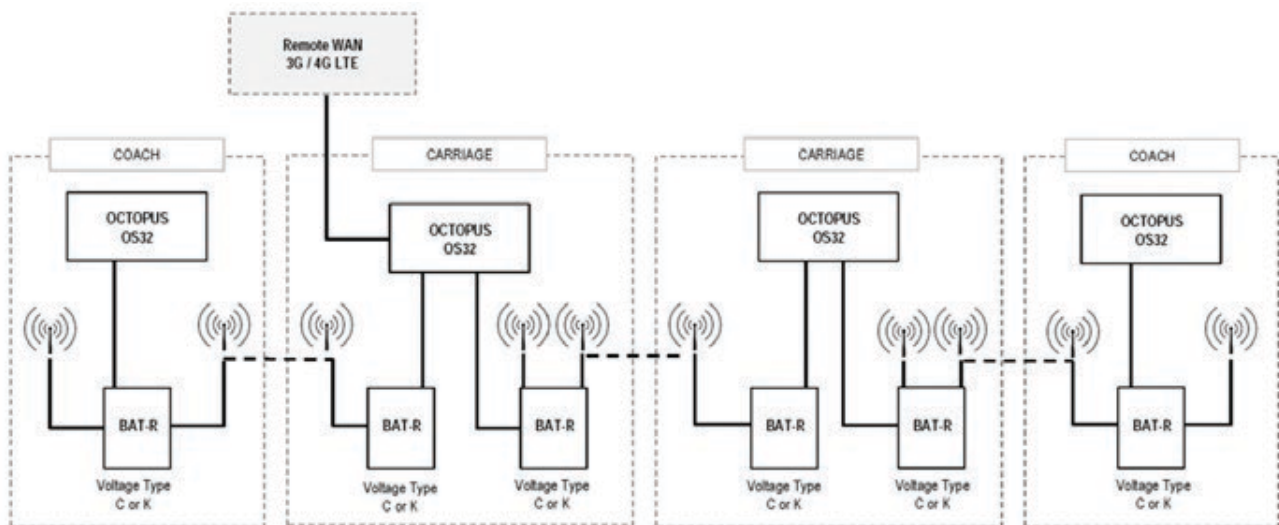 Remote WAN
3G / 4G LTE
COACH
CARRIAGE
CARRIAGE
COACH
OCTOPUS
OS32
OCTOPUS
OS32
OCTOPUS
OS32
OCTOPUS
OS32
BAT-R
BAT-R
BAT-R
BAT-R
BAT-R
BAT-R
Voltage Type
C or K
Voltage Type
C or K
Voltage Type
C or K
Voltage Type
C or K
Voltage Type
C or K
Voltage Type
C or K